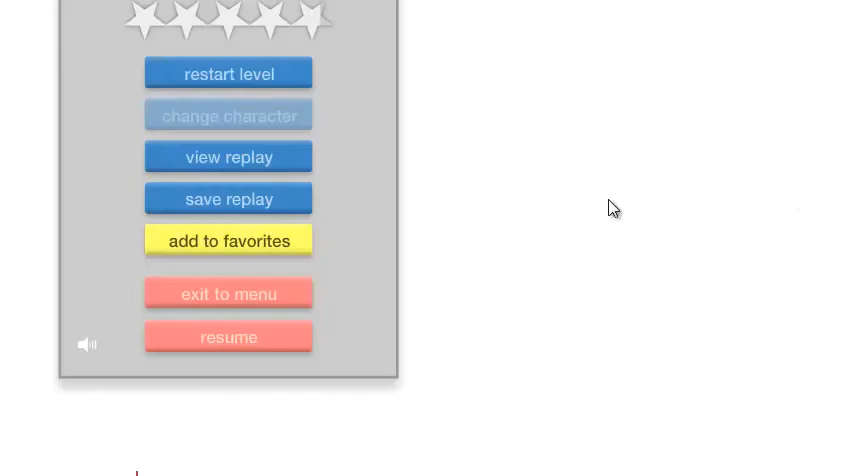 restart level
change character
view replay
save replay
add to favorites
exit to menu
resume